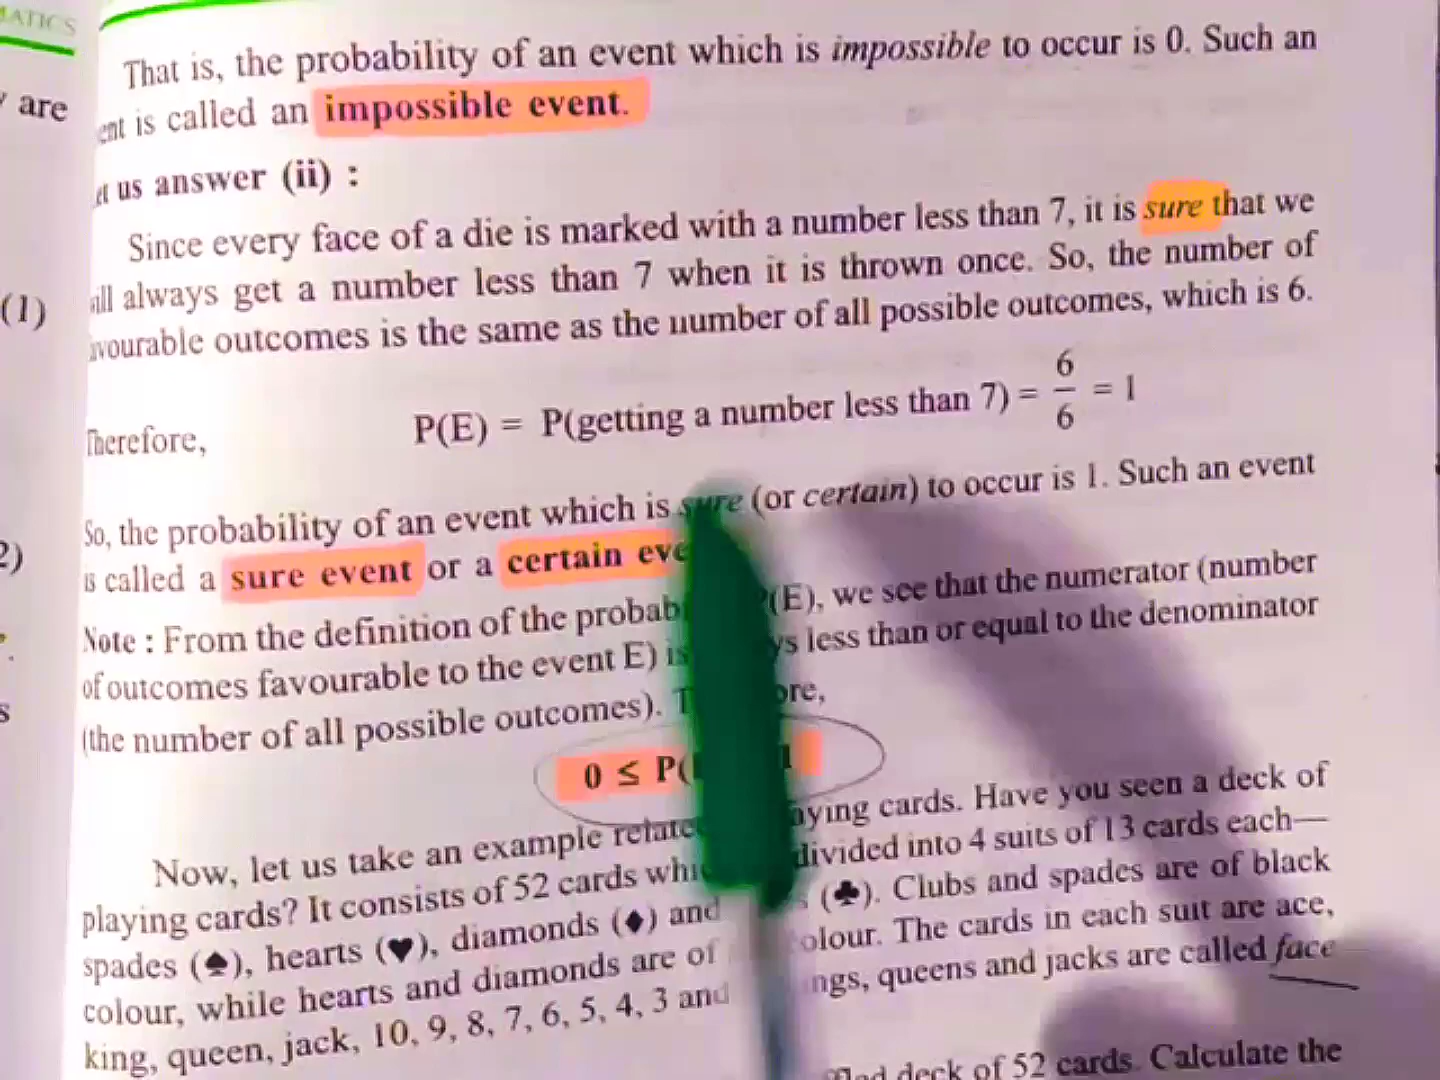 MATICS
are
(1)
2)
s
That is, the probability of an event which is impossible to occur is 0. Such an
ent is called an impossible event.
et us answer (ii) :
Since every face of a die is marked with a number less than 7, it is sure that we
ill always get a number less than 7 when it is thrown once. So, the number of
avourable outcomes is the same as the number of all possible outcomes, which is 6.
Therefore, P(E) = P(getting a number less than 7) = 6/6 = 1
So, the probability of an event which is sure (or certain) to occur is 1. Such an event
is called a sure event or a certain eve
Note : From the definition of the probab (E), we see that the numerator (number
of outcomes favourable to the event E) is ys less than or equal to the denominator
(the number of all possible outcomes). T ore,
0 ≤ P( 1
Now, let us take an example relate aying cards. Have you seen a deck of
playing cards? It consists of 52 cards whi divided into 4 suits of 13 cards each—
spades (♠), hearts (♥), diamonds (♦) and s (♣). Clubs and spades are of black
colour, while hearts and diamonds are of olour. The cards in each suit are ace,
king, queen, jack, 10, 9, 8, 7, 6, 5, 4, 3 and ngs, queens and jacks are called face
deck of 52 cards. Calculate the